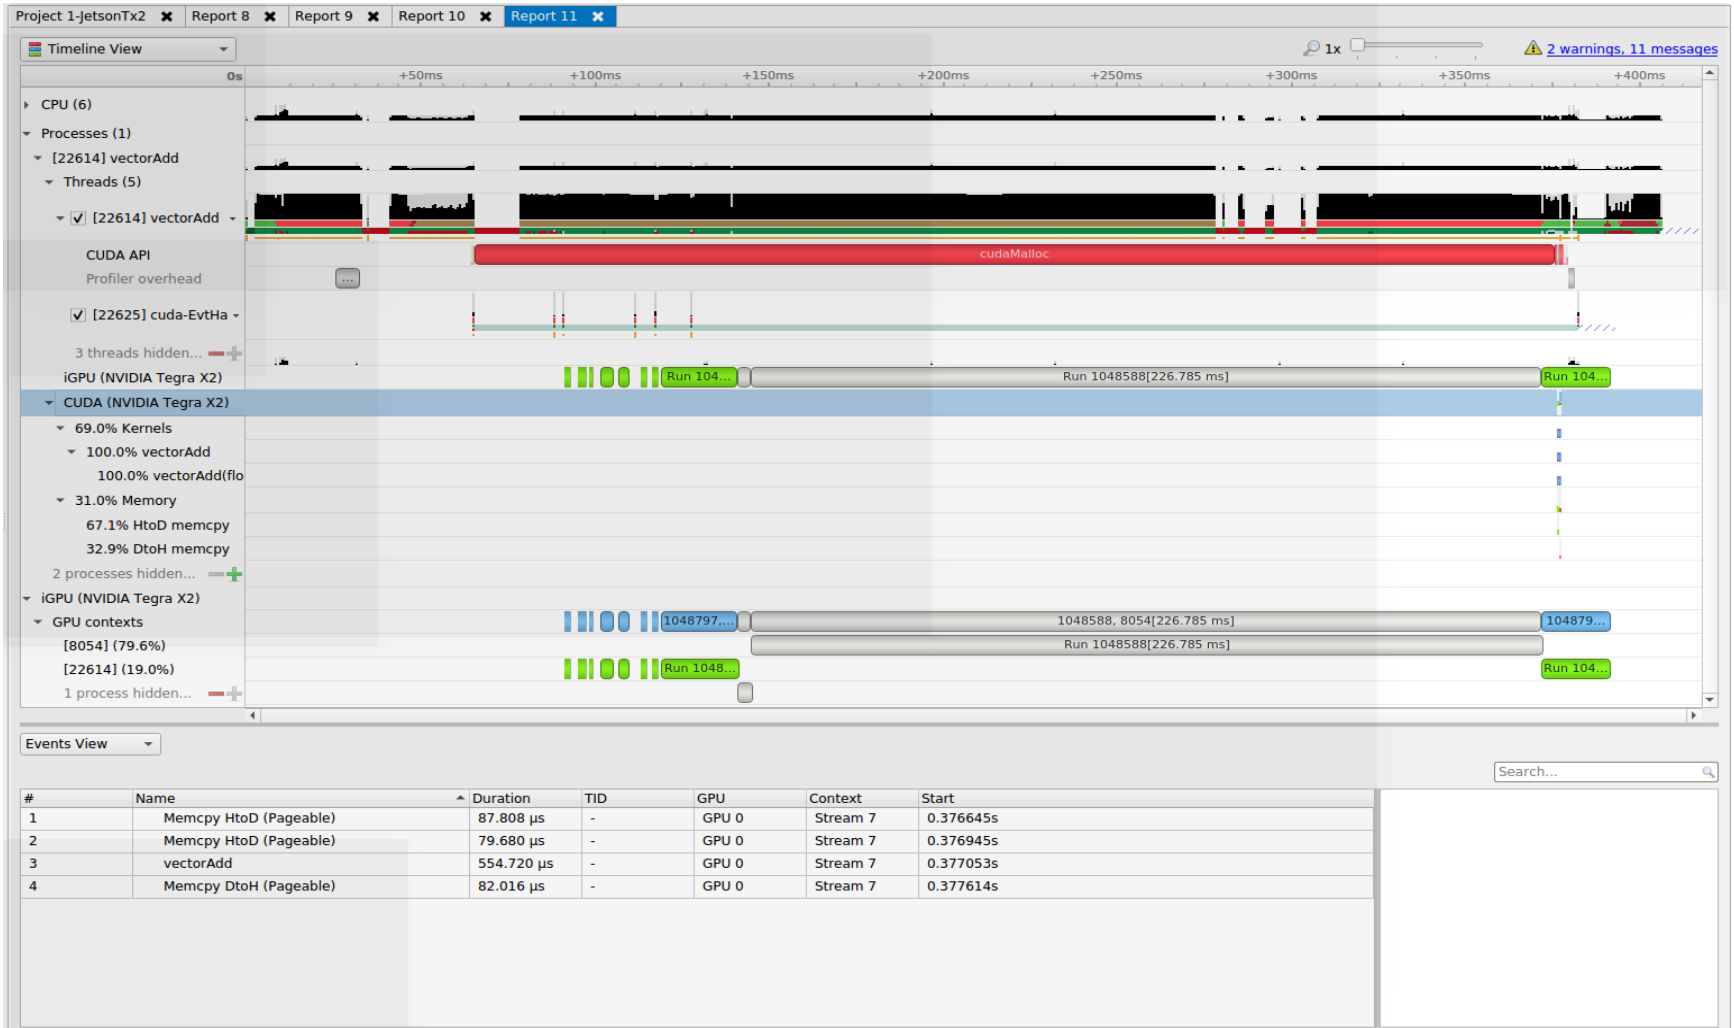 Project 1-JetsonTx2 Report 8 Report 9 Report 10 Report 11
Timeline View 1x 2 warnings, 11 messages
0s +50ms +100ms +150ms +200ms +250ms +300ms +350ms +400ms
CPU (6)
Processes (1)
[22614] vectorAdd
Threads (5)
[22614] vectorAdd
CUDA API cudaMalloc
Profiler overhead ...
[22625] cuda-EvtHa
3 threads hidden...
iGPU (NVIDIA Tegra X2) Run 104... Run 1048588[226.785 ms] Run 104...
CUDA (NVIDIA Tegra X2)
69.0% Kernels
100.0% vectorAdd
100.0% vectorAdd(flo
31.0% Memory
67.1% HtoD memcpy
32.9% DtoH memcpy
2 processes hidden...
iGPU (NVIDIA Tegra X2)
GPU contexts 1048797,... 1048588, 8054[226.785 ms] 104879...
[8054] (79.6%) Run 1048588[226.785 ms]
[22614] (19.0%) Run 1048... Run 104...
1 process hidden...
Events View
Search...
# Name Duration TID GPU Context Start
1 Memcpy HtoD (Pageable) 87.808 µs - GPU 0 Stream 7 0.376645s
2 Memcpy HtoD (Pageable) 79.680 µs - GPU 0 Stream 7 0.376945s
3 vectorAdd 554.720 µs - GPU 0 Stream 7 0.377053s
4 Memcpy DtoH (Pageable) 82.016 µs - GPU 0 Stream 7 0.377614s